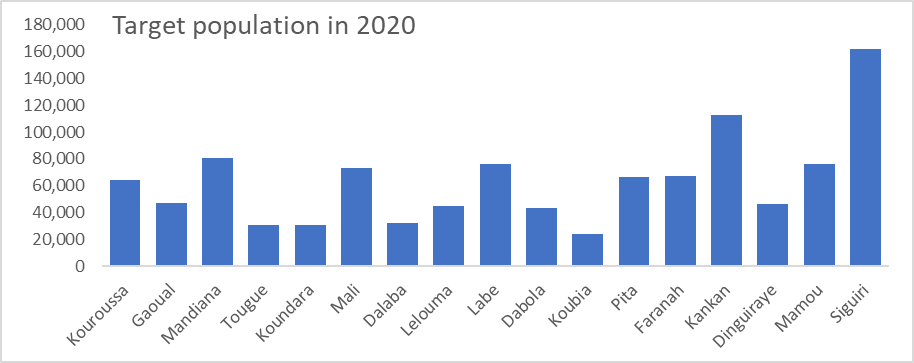 Target population in 2020
180,000
160,000
140,000
120,000
100,000
80,000
60,000
40,000
20,000
0
Kouroussa
Gaoual
Mandiana
Tougue
Koundara
Mali
Dalaba
Lelouma
Labe
Dabola
Koubia
Pita
Faranah
Kankan
Dinguiraye
Mamou
Siguiri